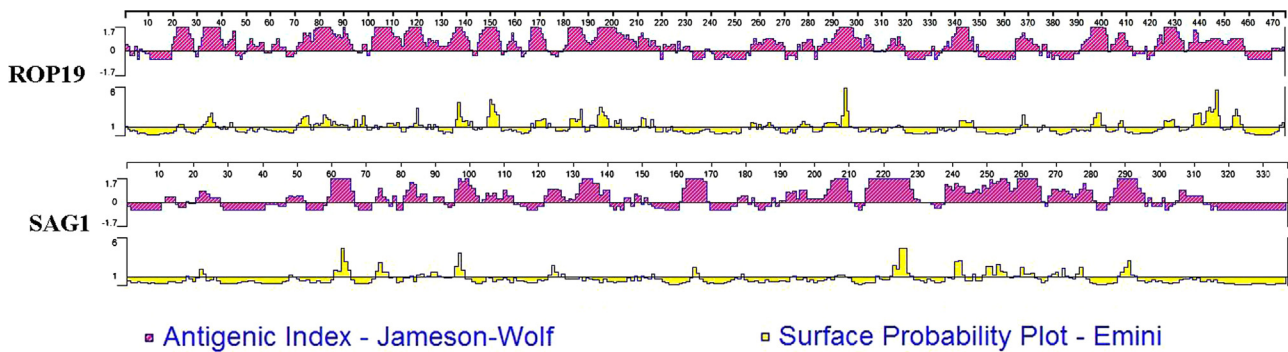 10 20 30 40 50 60 70 80 90 100 110 120 130 140 150 160 170 180 190 200 210 220 230 240 250 260 270 280 290 300 310 320 330 340 350 360 370 380 390 400 410 420 430 440 450 460 470
1.7
0
-1.7
ROP19
6
1
10 20 30 40 50 60 70 80 90 100 110 120 130 140 150 160 170 180 190 200 210 220 230 240 250 260 270 280 290 300 310 320 330
1.7
0
-1.7
SAG1
6
1
Antigenic Index - Jameson-Wolf
Surface Probability Plot - Emini